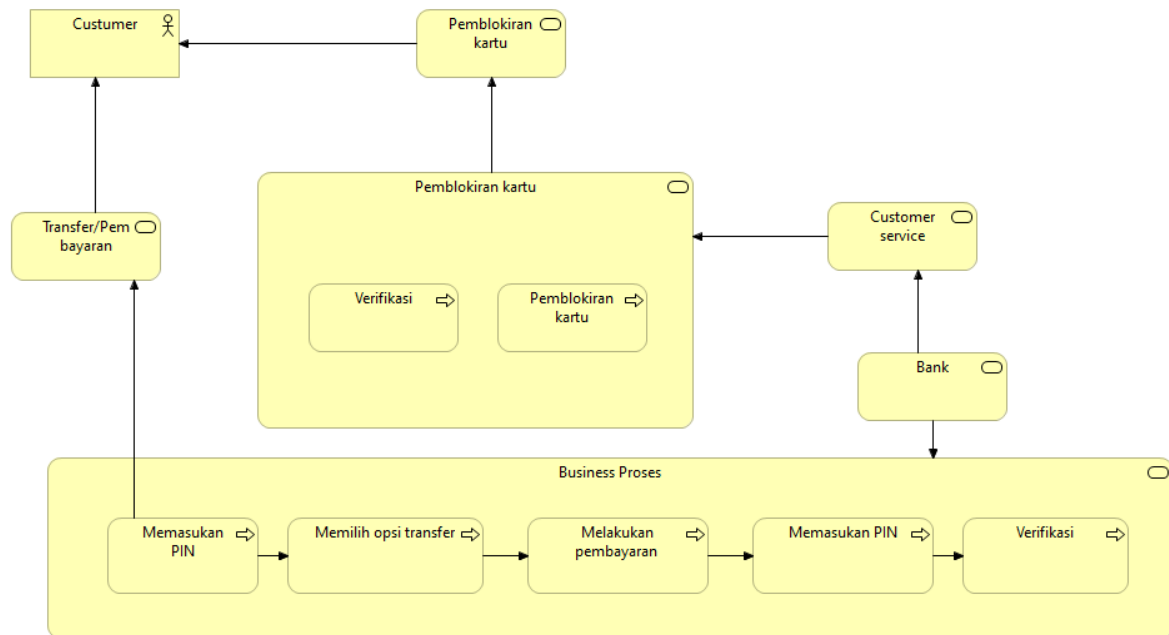 Custumer
Pemblokiran
kartu
Pemblokiran kartu
Transfer/Pem
bayaran
Customer
service
Verifikasi
Pemblokiran
kartu
Bank
Business Proses
Memasukan
PIN
Memilih opsi transfer
Melakukan
pembayaran
Memasukan PIN
Verifikasi